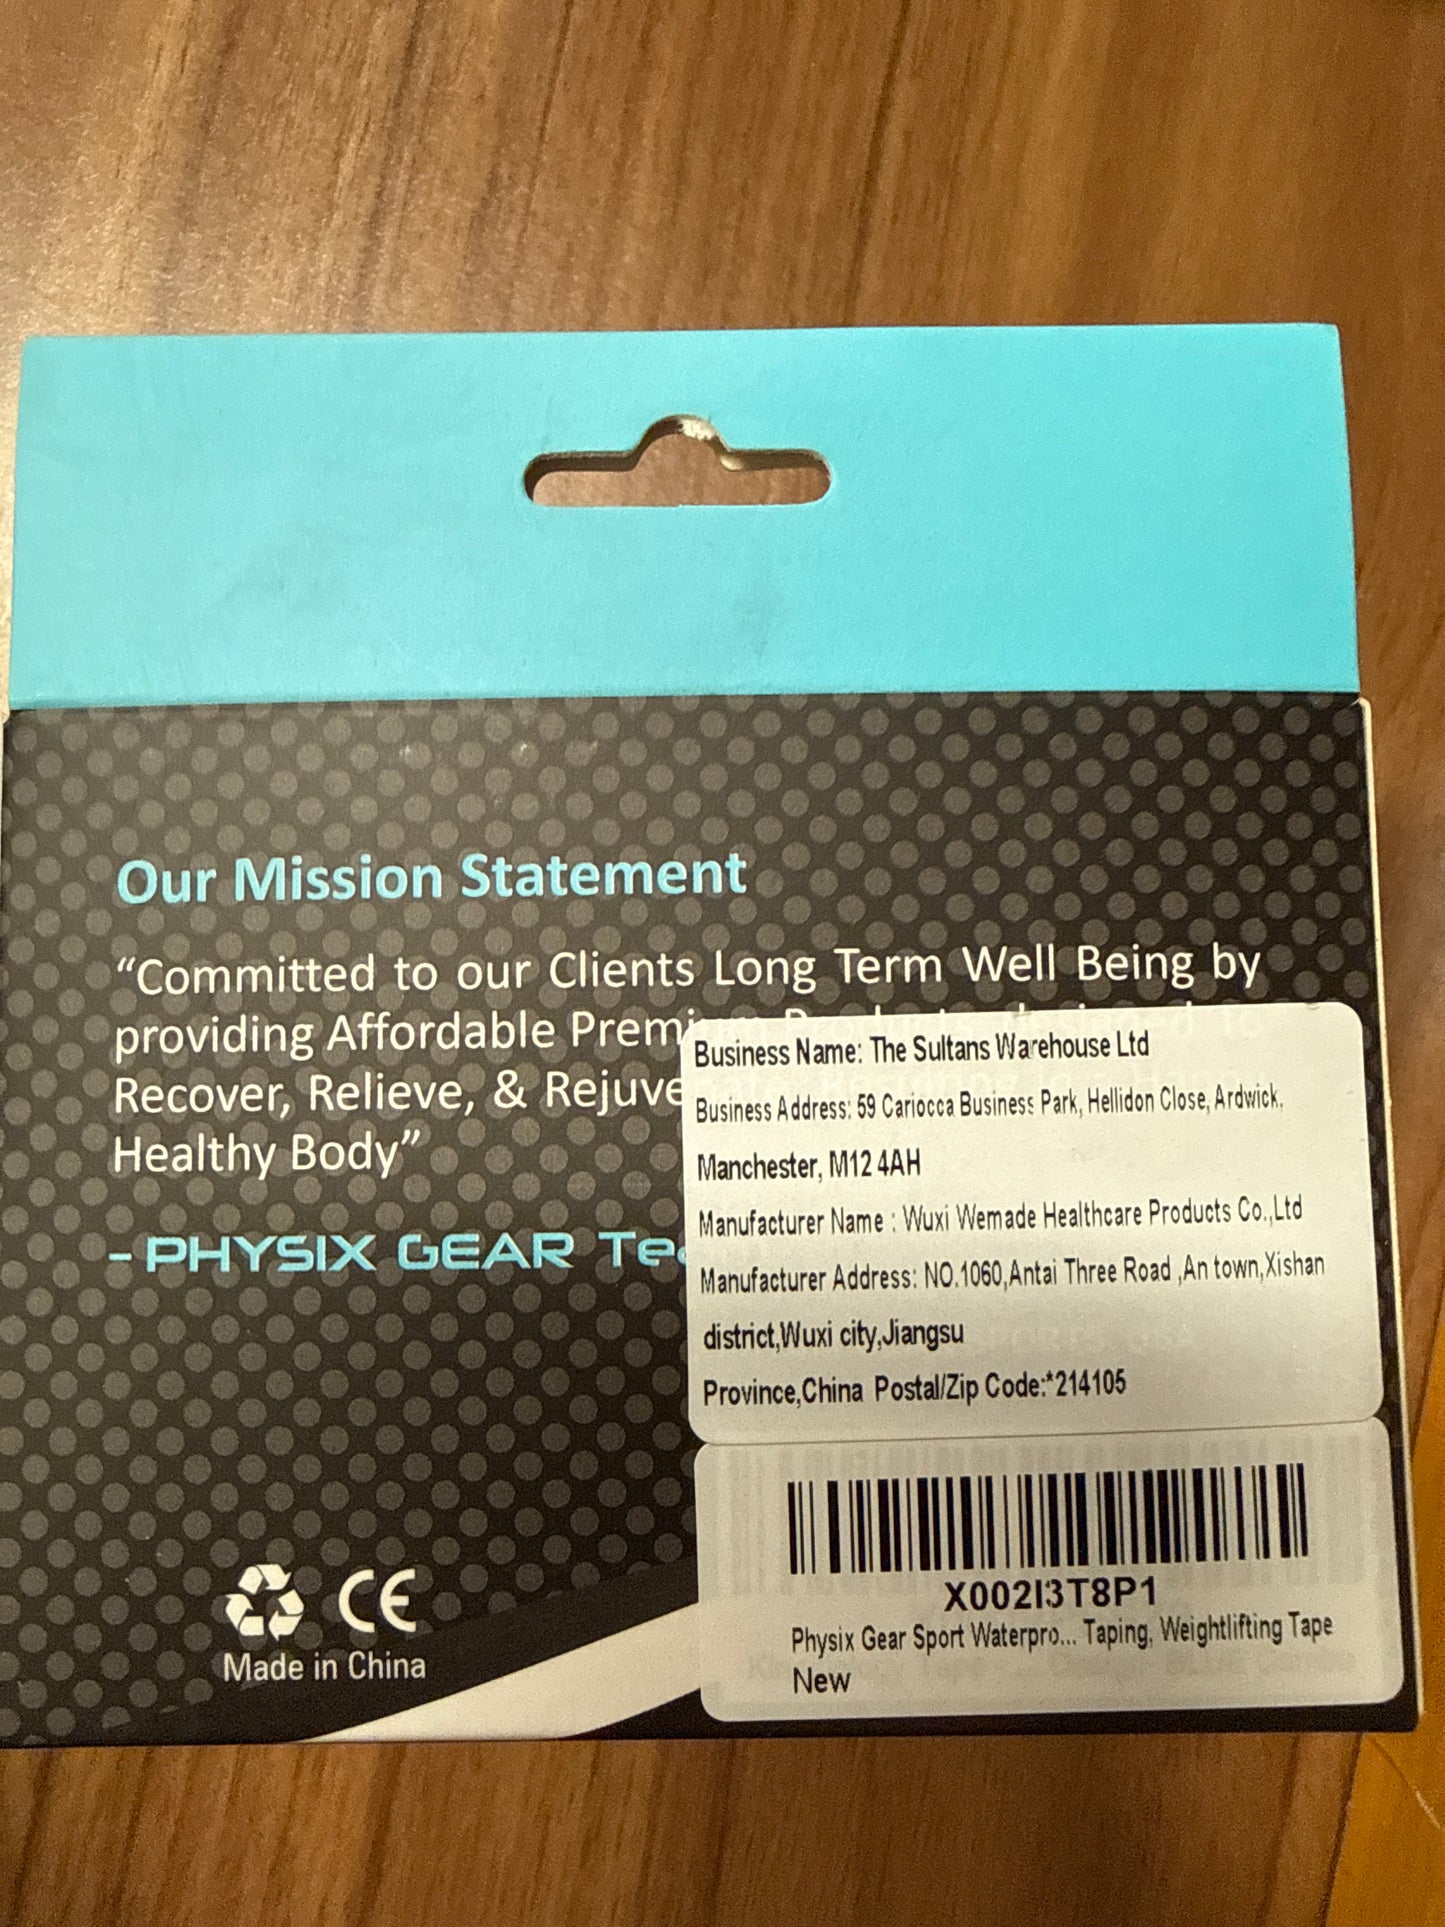 Our Mission Statement
“Committed to our Clients Long Term Well Being by
providing Affordable
Recover, Relieve, &
Healthy Body”
- PHYSIX GEAR
Business Name: The Sultans Warehouse Ltd
Business Address: 59 Cariocca Business Park, Hellidon Close, Ardwick,
Manchester, M12 4AH
Manufacturer Name : Wuxi Wemade Healthcare Products Co.,Ltd
Manufacturer Address: NO.1060,Antai Three Road ,An town,Xishan
district,Wuxi city,Jiangsu
Province,China Postal/Zip Code:*214105
X002I3T8P1
Physix Gear Sport Waterpro... Taping, Weightlifting Tape
New
CE
Made in China